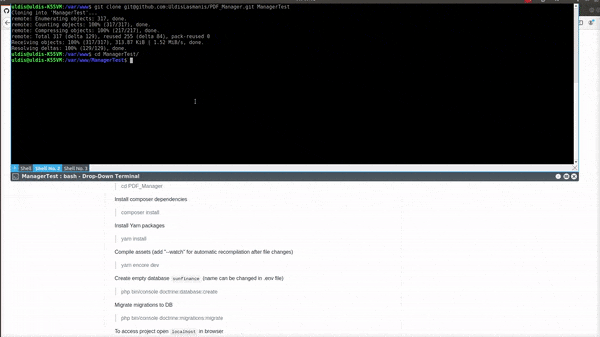 uldis@uldis-K55VM:/var/www$ git clone git@github.com:UldisLasmanis/PDF_Manager.git ManagerTest
Cloning into 'ManagerTest'...
remote: Enumerating objects: 317, done.
remote: Counting objects: 100% (317/317), done.
remote: Compressing objects: 100% (217/217), done.
remote: Total 317 (delta 129), reused 255 (delta 84), pack-reused 0
Receiving objects: 100% (317/317), 313.87 KiB | 1.52 MiB/s, done.
Resolving deltas: 100% (129/129), done.
uldis@uldis-K55VM:/var/www$ cd ManagerTest/
uldis@uldis-K55VM:/var/www/ManagerTest$
Shell Shell No. 2 Shell No. 3
ManagerTest : bash - Drop-Down Terminal
cd PDF_Manager
Install composer dependencies
composer install
Install Yarn packages
yarn install
Compile assets (add "--watch" for automatic recompilation after file changes)
yarn encore dev
Create empty database sunfinance (name can be changed in .env file)
php bin/console doctrine:database:create
Migrate migrations to DB
php bin/console doctrine:migrations:migrate
To access project open localhost in browser